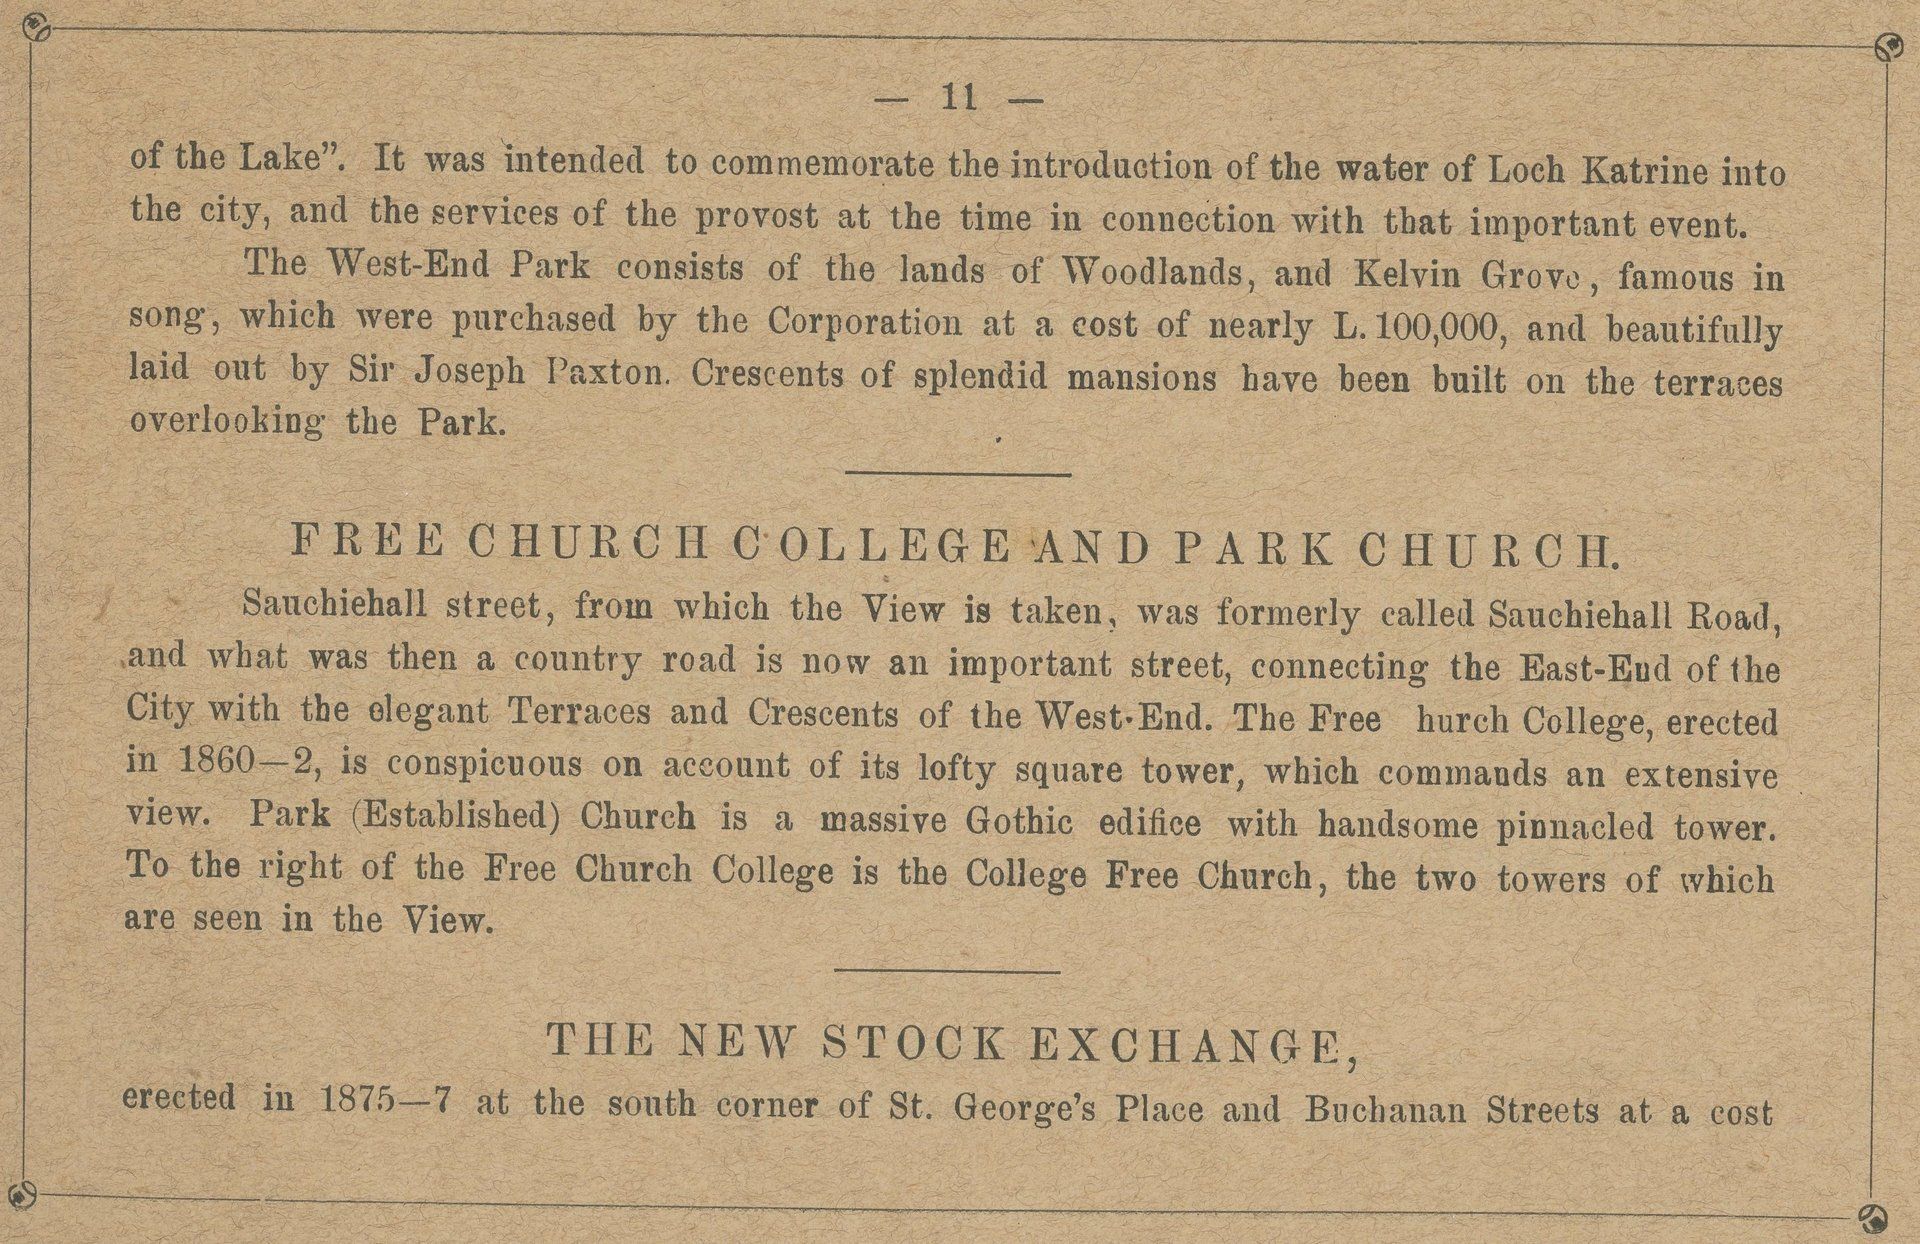 — 11 —
of the Lake”. It was intended to commemorate the introduction of the water of Loch Katrine into
the city, and the services of the provost at the time in connection with that important event.
The West-End Park consists of the lands of Woodlands, and Kelvin Grove, famous in
song, which were purchased by the Corporation at a cost of nearly L. 100,000, and beautifully
laid out by Sir Joseph Paxton. Crescents of splendid mansions have been built on the terraces
overlooking the Park.
FREE CHURCH COLLEGE AND PARK CHURCH.
Sauchiehall street, from which the View is taken, was formerly called Sauchiehall Road,
and what was then a country road is now an important street, connecting the East-End of the
City with the elegant Terraces and Crescents of the West-End. The Free hurch College, erected
in 1860—2, is conspicuous on account of its lofty square tower, which commands an extensive
view. Park (Established) Church is a massive Gothic edifice with handsome pinnacled tower.
To the right of the Free Church College is the College Free Church, the two towers of which
are seen in the View.
THE NEW STOCK EXCHANGE,
erected in 1875—7 at the south corner of St. George’s Place and Buchanan Streets at a cost